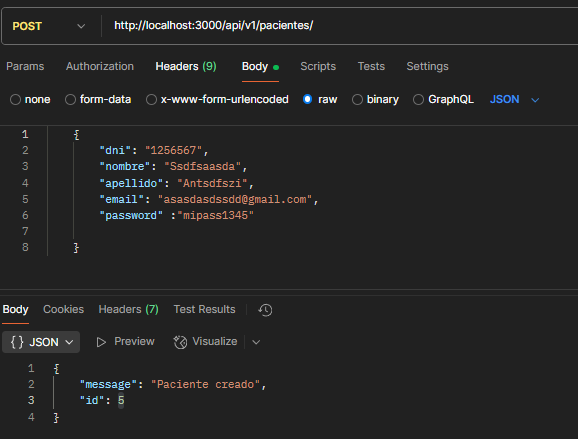 POST http://localhost:3000/api/v1/pacientes/
Params Authorization Headers (9) Body Scripts Tests Settings
none form-data x-www-form-urlencoded raw binary GraphQL JSON
1 {
2 "dni": "1256567",
3 "nombre": "Ssdfsaasda",
4 "apellido": "Antsdfszi",
5 "email": "asasdasdssdd@gmail.com",
6 "password" :"mipass1345"
7
8 }
Body Cookies Headers (7) Test Results
{} JSON Preview Visualize
1 {
2 "message": "Paciente creado",
3 "id": 5
4 }